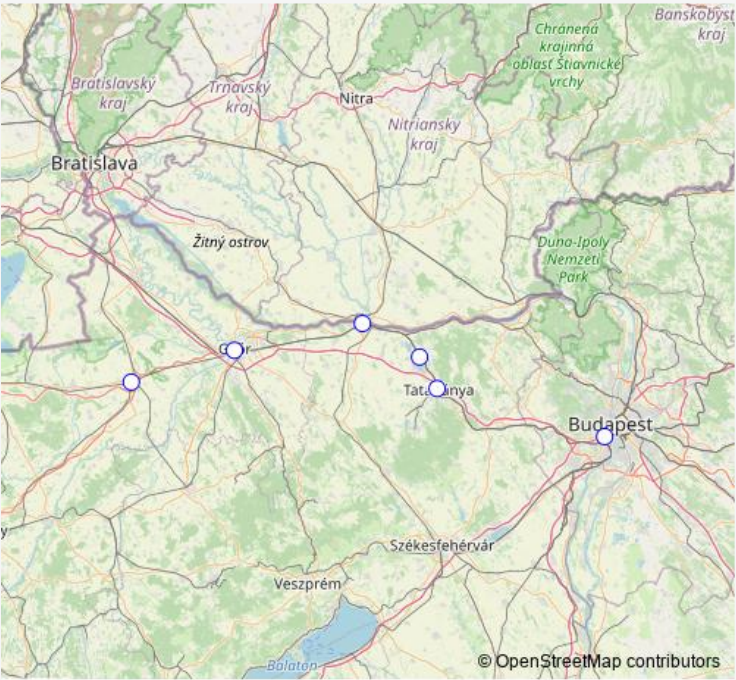 Banskobyst
kraj
Chránená
krajinná
oblasť Štiavnické
vrchy
Bratislavský
kraj
Trnavský
kraj
Nitra
Nitriansky
kraj
Bratislava
Žitný ostrov
Duna-Ipoly
Nemzeti
Park
Budapest
Székesfehérvár
Veszprém
Balaton
© OpenStreetMap contributors